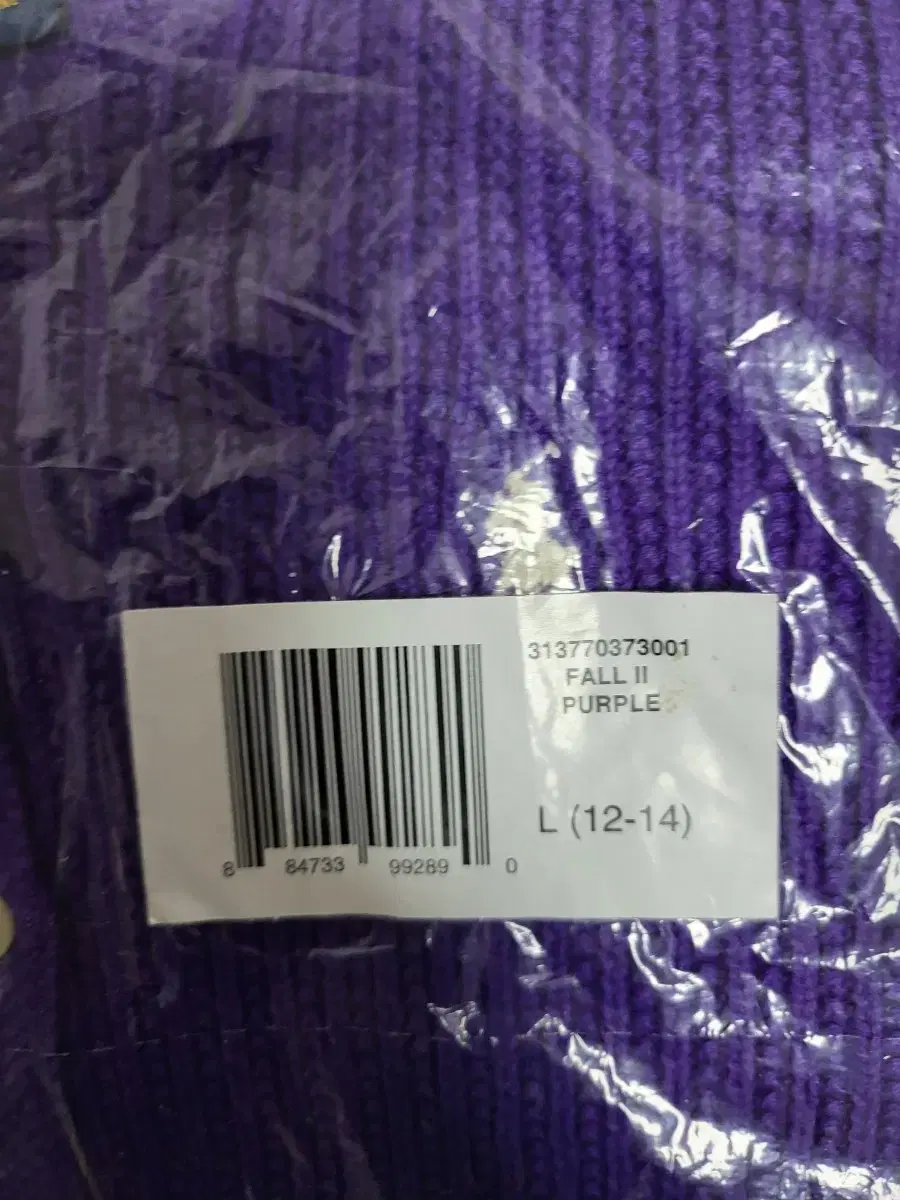 313770373001
FALL II
PURPLE
L (12-14)
8 84733 99289 0